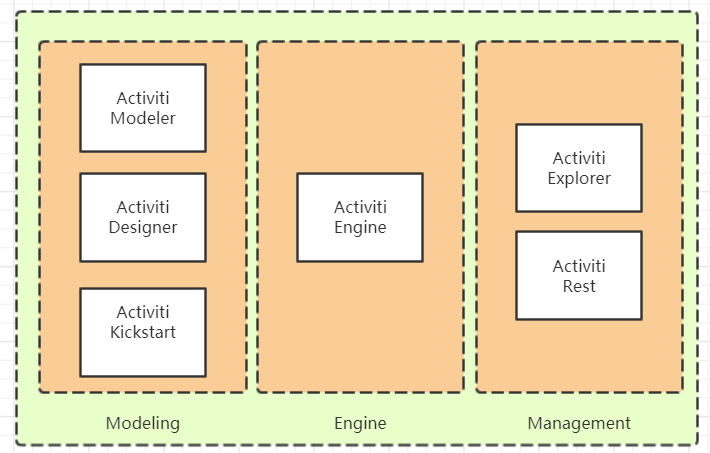 Activiti
Modeler
Activiti
Designer
Activiti
Kickstart
Modeling
Activiti
Engine
Engine
Activiti
Explorer
Activiti
Rest
Management